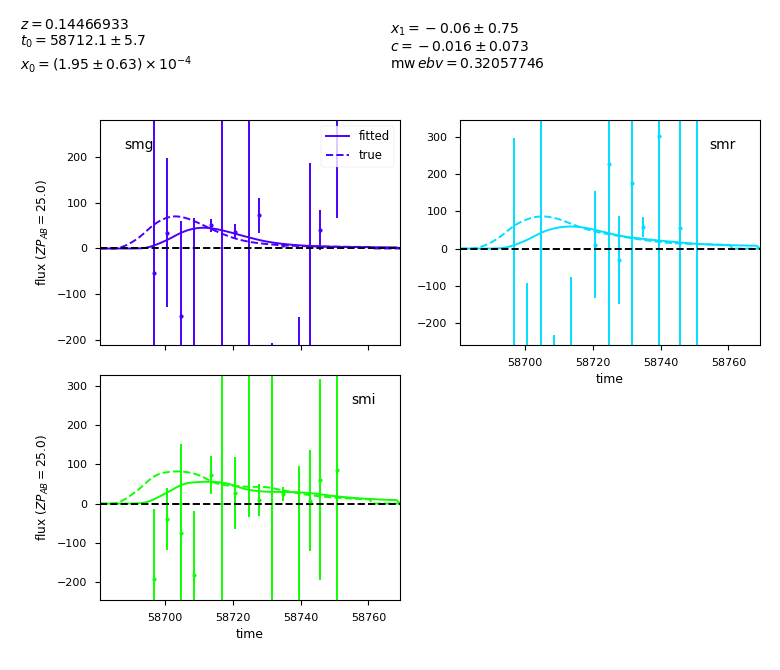 z = 0.14466933
t₀ = 58712.1 ± 5.7
x₀ = (1.95 ± 0.63) × 10⁻⁴
x₁ = −0.06 ± 0.75
c = −0.016 ± 0.073
mw ebv = 0.32057746
smg
fitted
true
200
100
0
−100
−200
flux (ZP_AB = 25.0)
smr
300
200
100
0
−100
−200
58700 58720 58740 58760
time
smi
300
200
100
0
−100
−200
flux (ZP_AB = 25.0)
58700 58720 58740 58760
time